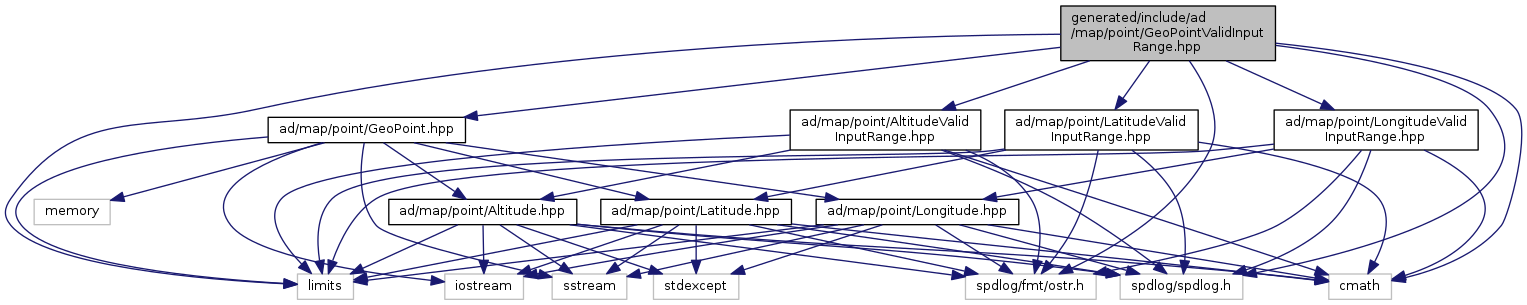 generated/include/ad
/map/point/GeoPointValidInput
Range.hpp
ad/map/point/GeoPoint.hpp
ad/map/point/AltitudeValid
InputRange.hpp
ad/map/point/LatitudeValid
InputRange.hpp
ad/map/point/LongitudeValid
InputRange.hpp
memory
ad/map/point/Altitude.hpp
ad/map/point/Latitude.hpp
ad/map/point/Longitude.hpp
limits
iostream
sstream
stdexcept
spdlog/fmt/ostr.h
spdlog/spdlog.h
cmath